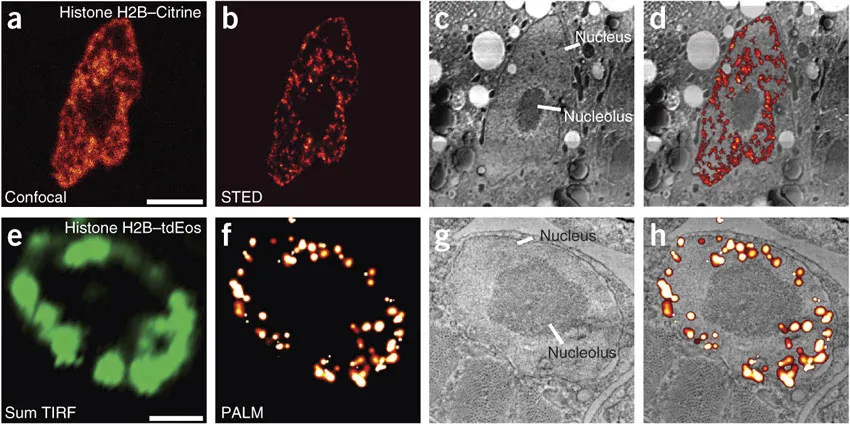 a
Histone H2B–Citrine
Confocal
b
STED
c
Nucleus
Nucleolus
d
e
Histone H2B–tdEos
Sum TIRF
f
PALM
g
Nucleus
Nucleolus
h